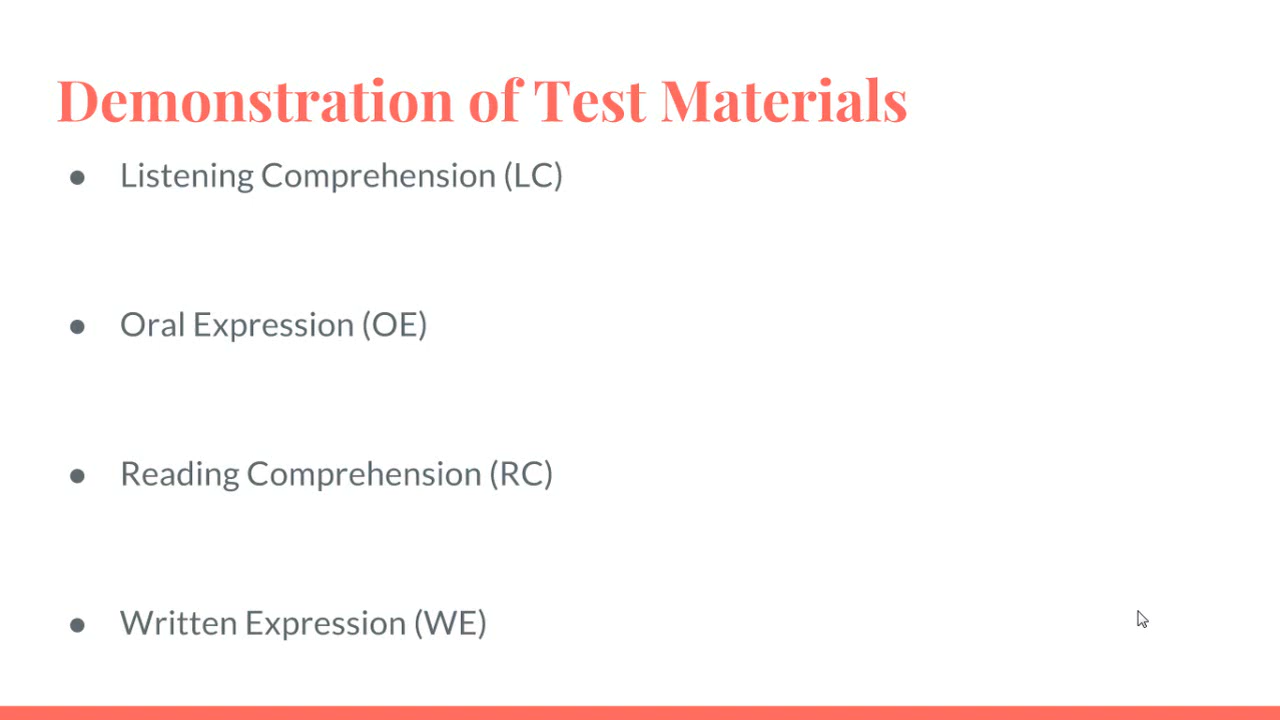 Demonstration of Test Materials
● Listening Comprehension (LC)
● Oral Expression (OE)
● Reading Comprehension (RC)
● Written Expression (WE)